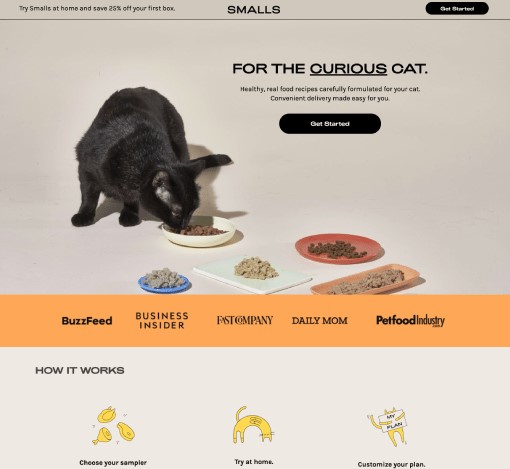 Try Smalls at home and save 25% off your first box.
SMALLS
Get Started
FOR THE CURIOUS CAT.
Healthy, real food recipes carefully formulated for your cat.
Convenient delivery made easy for you.
Get Started
BuzzFeed
BUSINESS
INSIDER
FAST COMPANY
DAILY MOM
PetfoodIndustry
.com
HOW IT WORKS
MY
PLAN
Choose your sampler
Try at home.
Customize your plan.